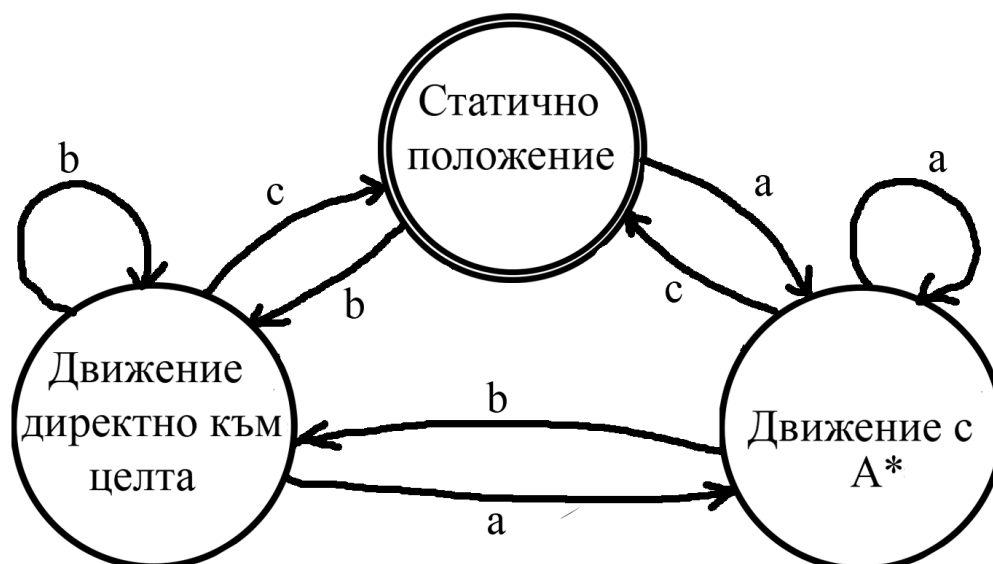 Статично
положение
b
a
a
c
c
b
Движение
директно към
целта
b
Движение с
A*
a